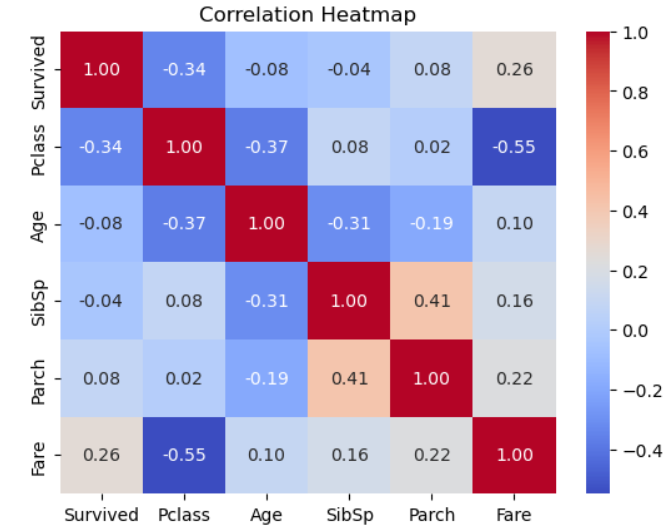 Correlation Heatmap
Survived 1.00 -0.34 -0.08 -0.04 0.08 0.26
Pclass -0.34 1.00 -0.37 0.08 0.02 -0.55
Age -0.08 -0.37 1.00 -0.31 -0.19 0.10
SibSp -0.04 0.08 -0.31 1.00 0.41 0.16
Parch 0.08 0.02 -0.19 0.41 1.00 0.22
Fare 0.26 -0.55 0.10 0.16 0.22 1.00
Survived Pclass Age SibSp Parch Fare
1.0
0.8
0.6
0.4
0.2
0.0
−0.2
−0.4